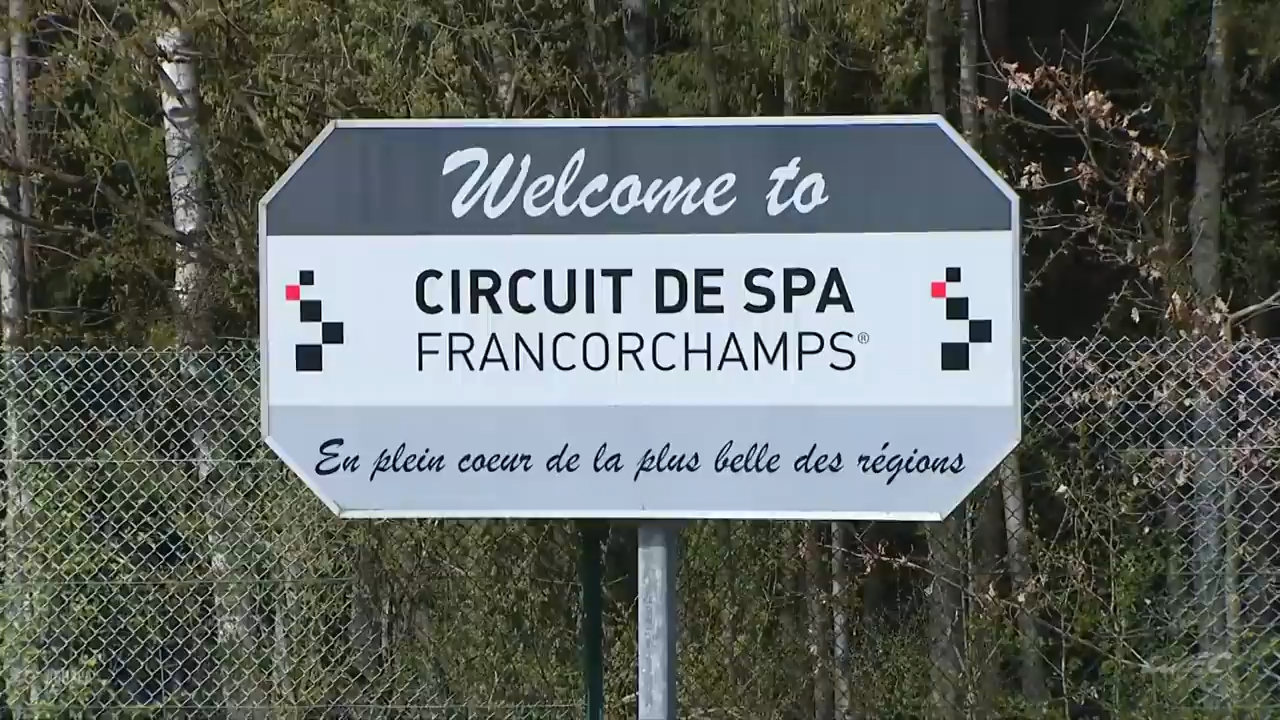 Welcome to
CIRCUIT DE SPA
FRANCORCHAMPS®
En plein coeur de la plus belle des régions